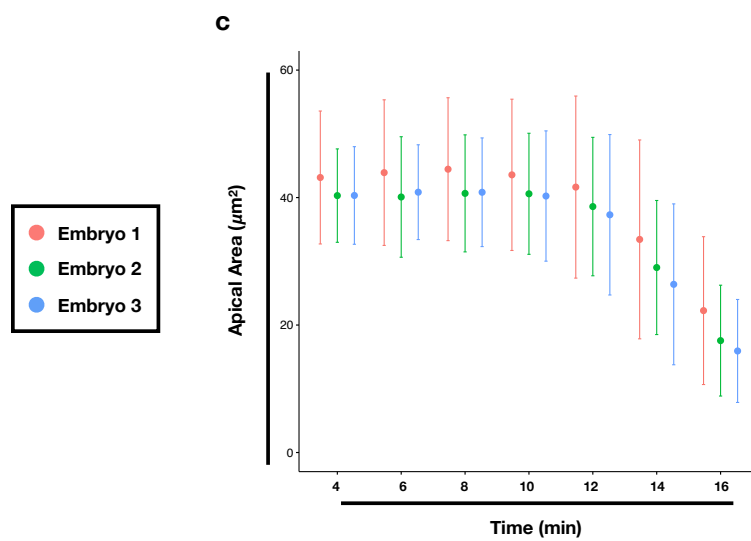 c
60
40
20
0
Apical Area (μm²)
Embryo 1
Embryo 2
Embryo 3
4 6 8 10 12 14 16
Time (min)